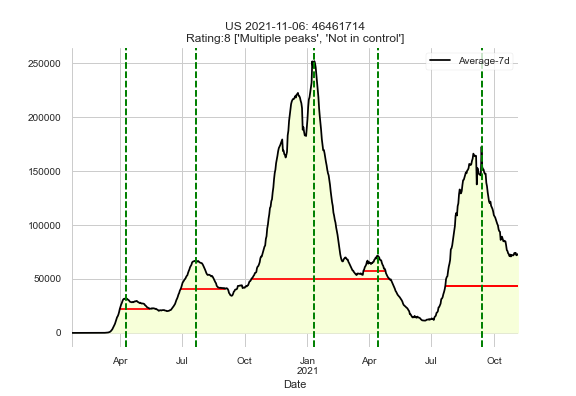 US 2021-11-06: 46461714
Rating:8 ['Multiple peaks', 'Not in control']
Average-7d
250000
200000
150000
100000
50000
0
Apr
Jul
Oct
Jan
2021
Apr
Jul
Oct
Date